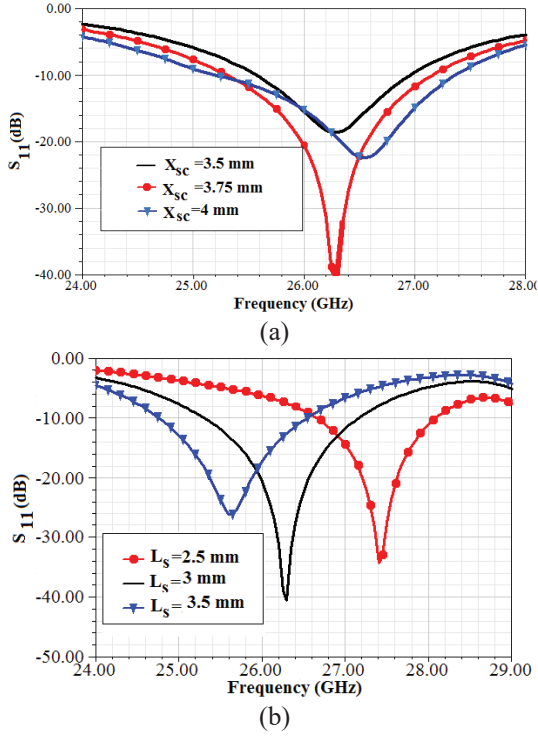 0.00
-10.00
-20.00
-30.00
-40.00
S11(dB)
Xsc =3.5 mm
Xsc =3.75 mm
Xsc=4 mm
24.00 25.00 26.00 27.00 28.00
Frequency (GHz)
(a)
0.00
-10.00
-20.00
-30.00
-40.00
-50.00
S11(dB)
Ls=2.5 mm
Ls=3 mm
Ls= 3.5 mm
24.00 25.00 26.00 27.00 28.00 29.00
Frequency (GHz)
(b)